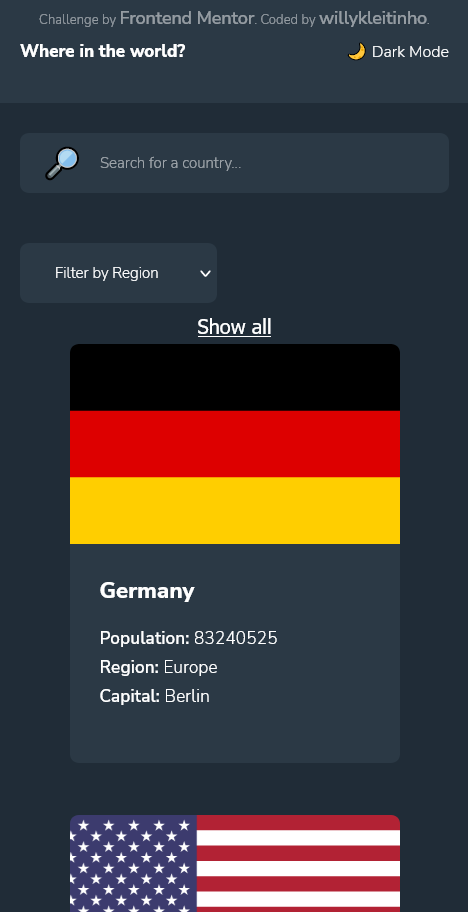 Challenge by Frontend Mentor. Coded by willykleitinho.
Where in the world?
🌙 Dark Mode
Search for a country...
Filter by Region
Show all
Germany
Population: 83240525
Region: Europe
Capital: Berlin